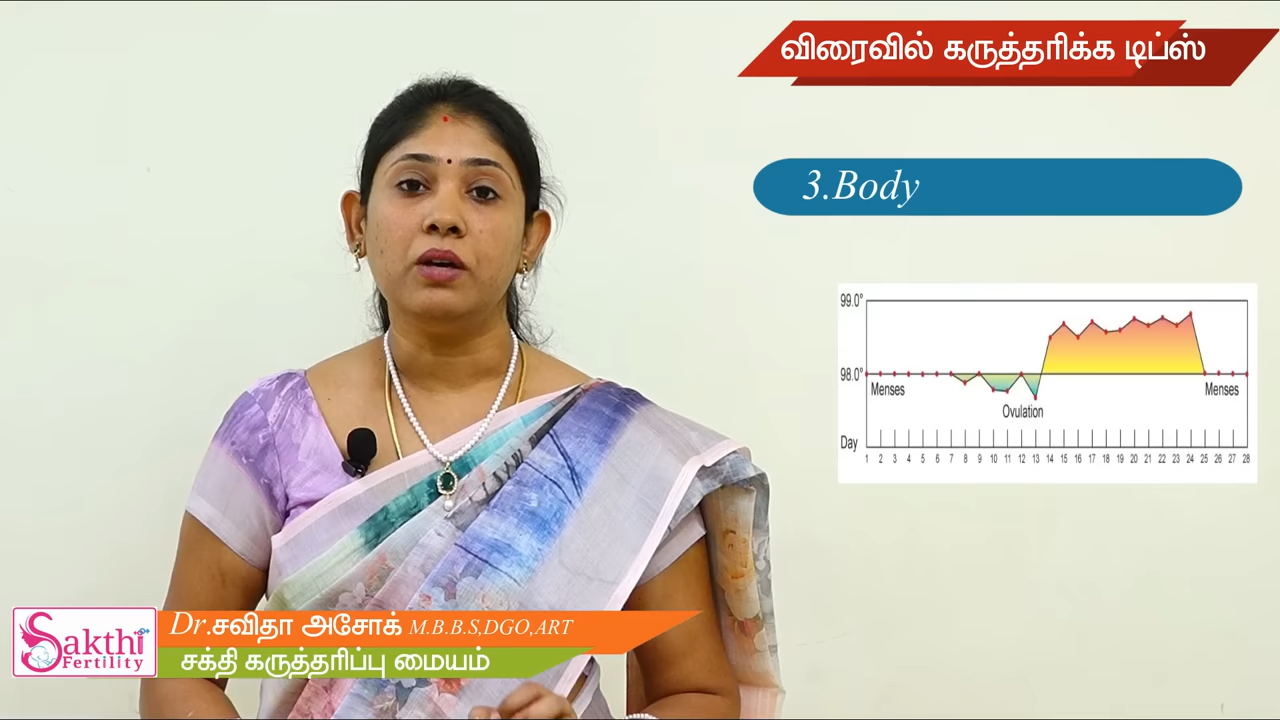 விரைவில் கருத்தரிக்க டிப்ஸ்
3.Body
99.0°
98.0°
Menses
Ovulation
Menses
Day
1 2 3 4 5 6 7 8 9 10 11 12 13 14 15 16 17 18 19 20 21 22 23 24 25 26 27 28
Dr.சவிதா அசோக் M.B.B.S,DGO,ART
சக்தி கருத்தரிப்பு மையம்
Sakthi
Fertility